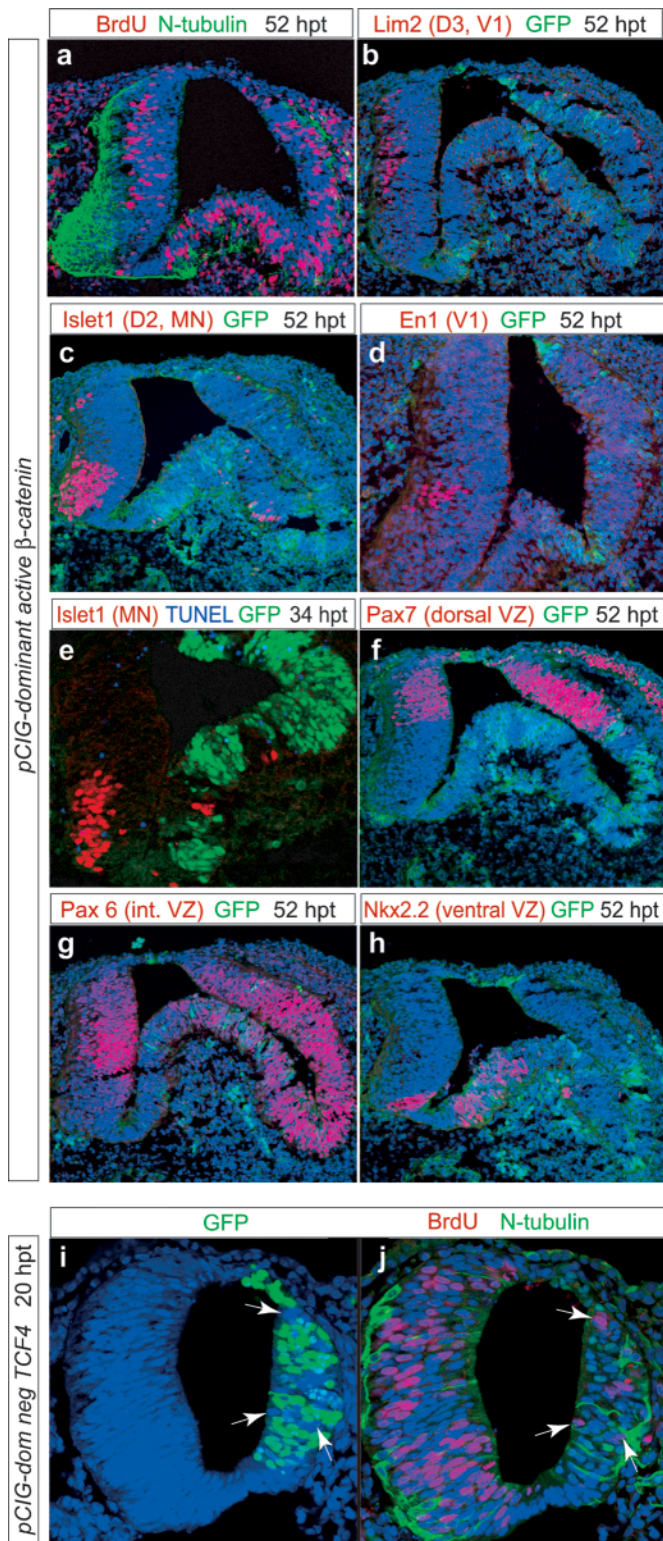 BrdU N-tubulin 52 hpt
Lim2 (D3, V1) GFP 52 hpt
a
b
Islet1 (D2, MN) GFP 52 hpt
En1 (V1) GFP 52 hpt
c
d
pCIG-dominant active β-catenin
Islet1 (MN) TUNEL GFP 34 hpt
Pax7 (dorsal VZ) GFP 52 hpt
e
f
Pax 6 (int. VZ) GFP 52 hpt
Nkx2.2 (ventral VZ) GFP 52 hpt
g
h
GFP
BrdU N-tubulin
i
j
pCIG-dom neg TCF4 20 hpt